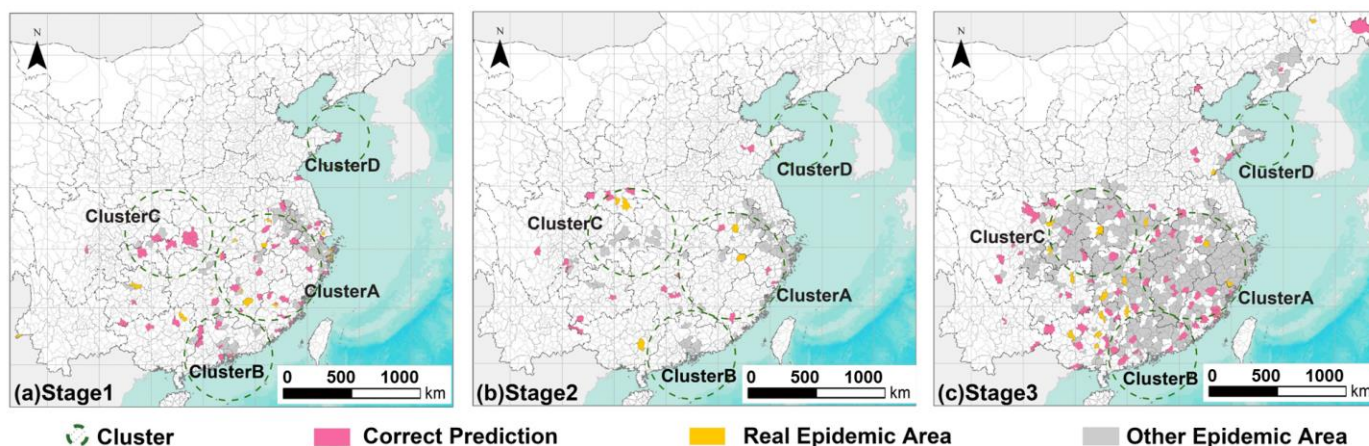 N
ClusterD
ClusterC
ClusterA
ClusterB
(a)Stage1
0 500 1000
km
N
ClusterD
ClusterC
ClusterA
ClusterB
(b)Stage2
0 500 1000
km
N
ClusterD
ClusterC
ClusterA
ClusterB
(c)Stage3
0 500 1000
km
Cluster Correct Prediction Real Epidemic Area Other Epidemic Area